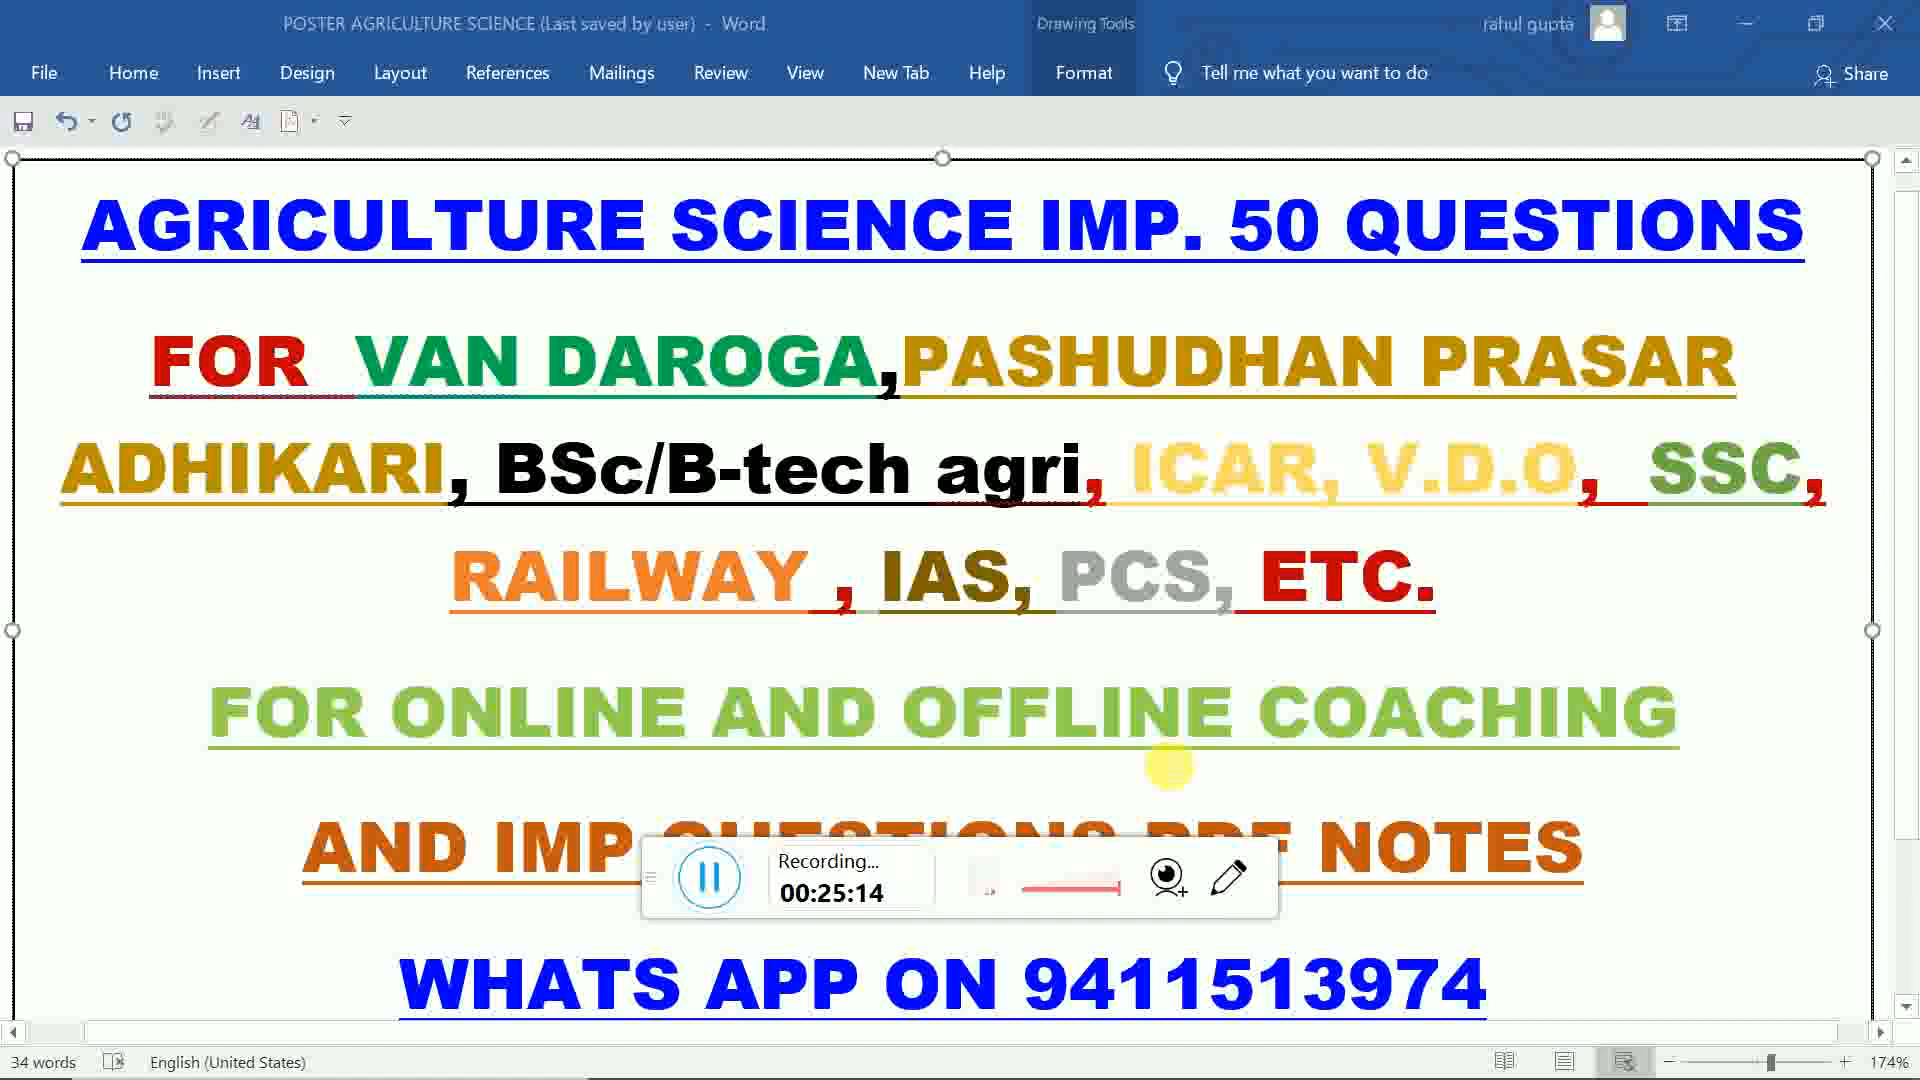 POSTER AGRICULTURE SCIENCE (Last saved by user) - Word
Drawing Tools
rahul gupta
File Home Insert Design Layout References Mailings Review View New Tab Help Format Tell me what you want to do Share
AGRICULTURE SCIENCE IMP. 50 QUESTIONS
FOR VAN DAROGA,PASHUDHAN PRASAR
ADHIKARI, BSc/B-tech agri, ICAR, V.D.O, SSC,
RAILWAY , IAS, PCS, ETC.
FOR ONLINE AND OFFLINE COACHING
AND IMP QUESTIONS PDF NOTES
Recording...
00:25:14
WHATS APP ON 9411513974
34 words English (United States) 174%